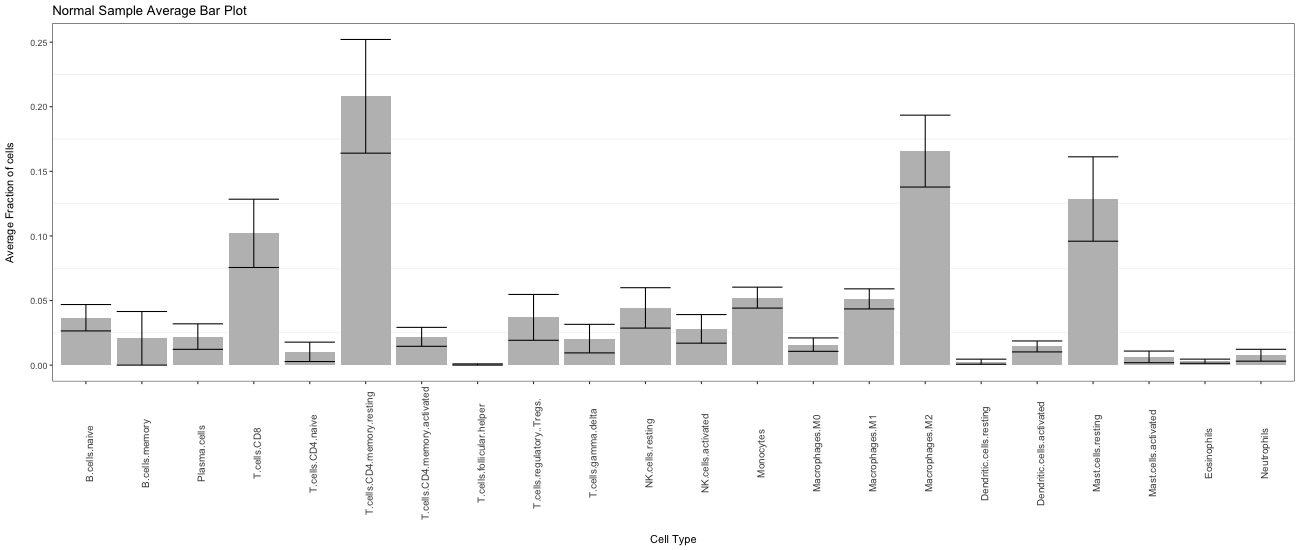 Normal Sample Average Bar Plot
Average Fraction of cells
0.25
0.20
0.15
0.10
0.05
0.00
B.cells.naive
B.cells.memory
Plasma.cells
T.cells.CD8
T.cells.CD4.naive
T.cells.CD4.memory.resting
T.cells.CD4.memory.activated
T.cells.follicular.helper
T.cells.regulatory..Tregs.
T.cells.gamma.delta
NK.cells.resting
NK.cells.activated
Monocytes
Macrophages.M0
Macrophages.M1
Macrophages.M2
Dendritic.cells.resting
Dendritic.cells.activated
Mast.cells.resting
Mast.cells.activated
Eosinophils
Neutrophils
Cell Type